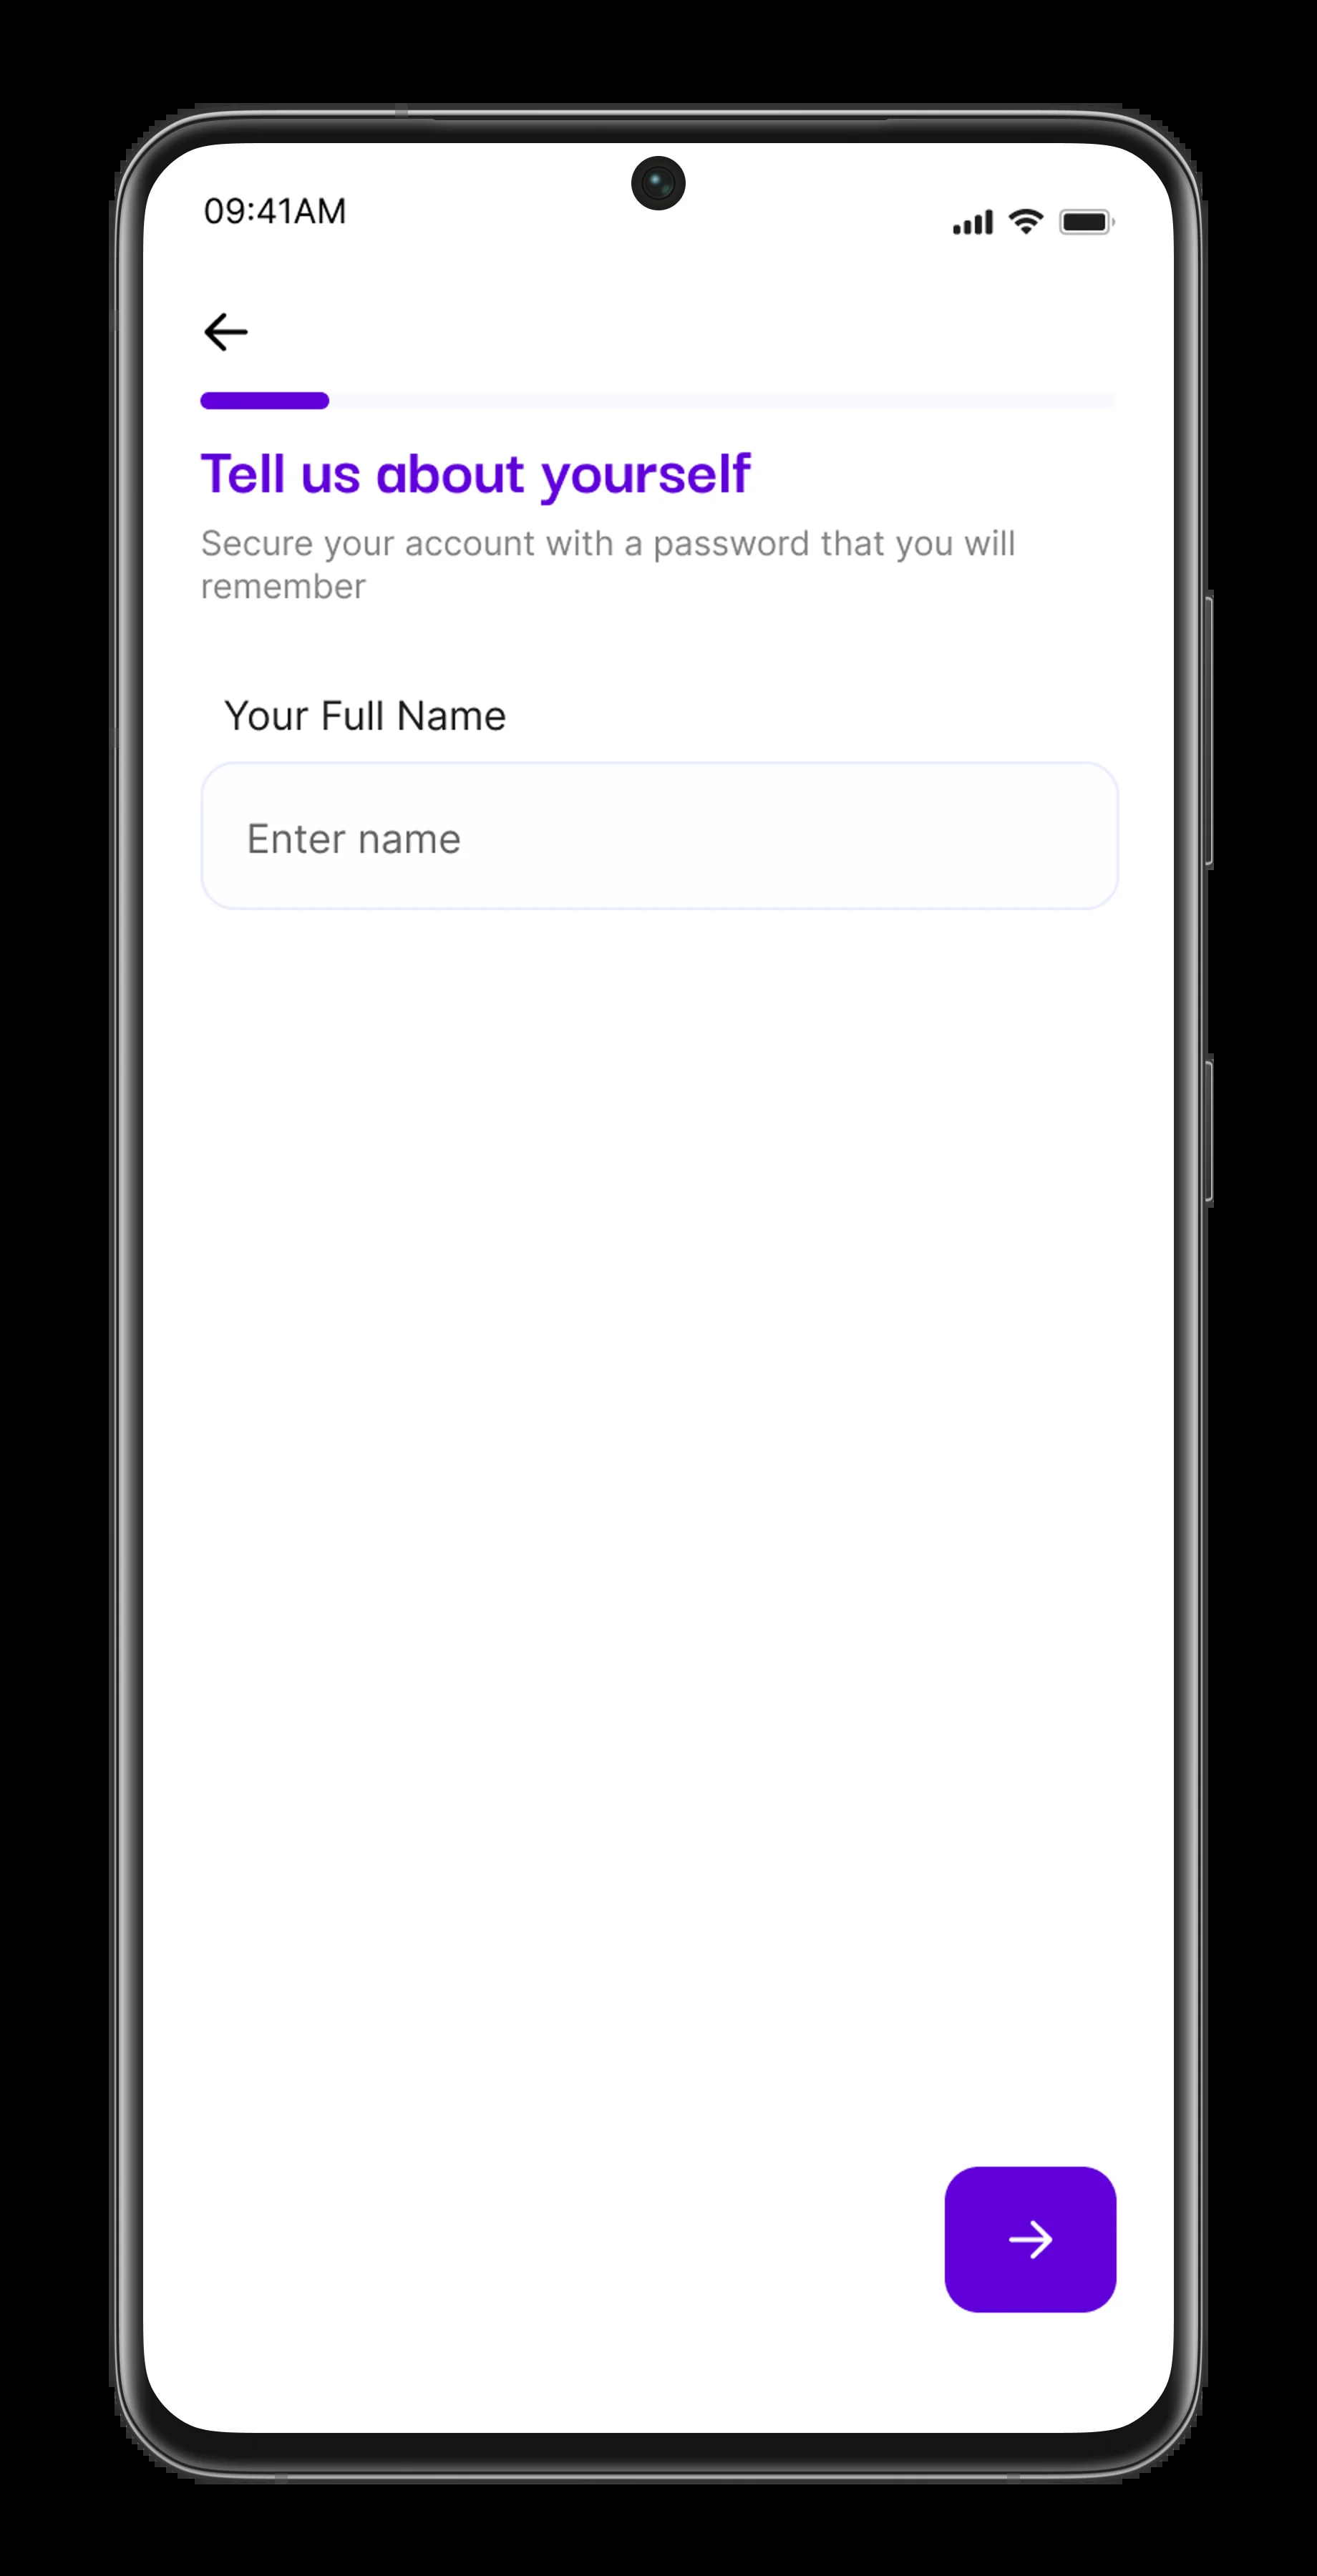 09:41AM
Tell us about yourself
Secure your account with a password that you will
remember
Your Full Name
Enter name